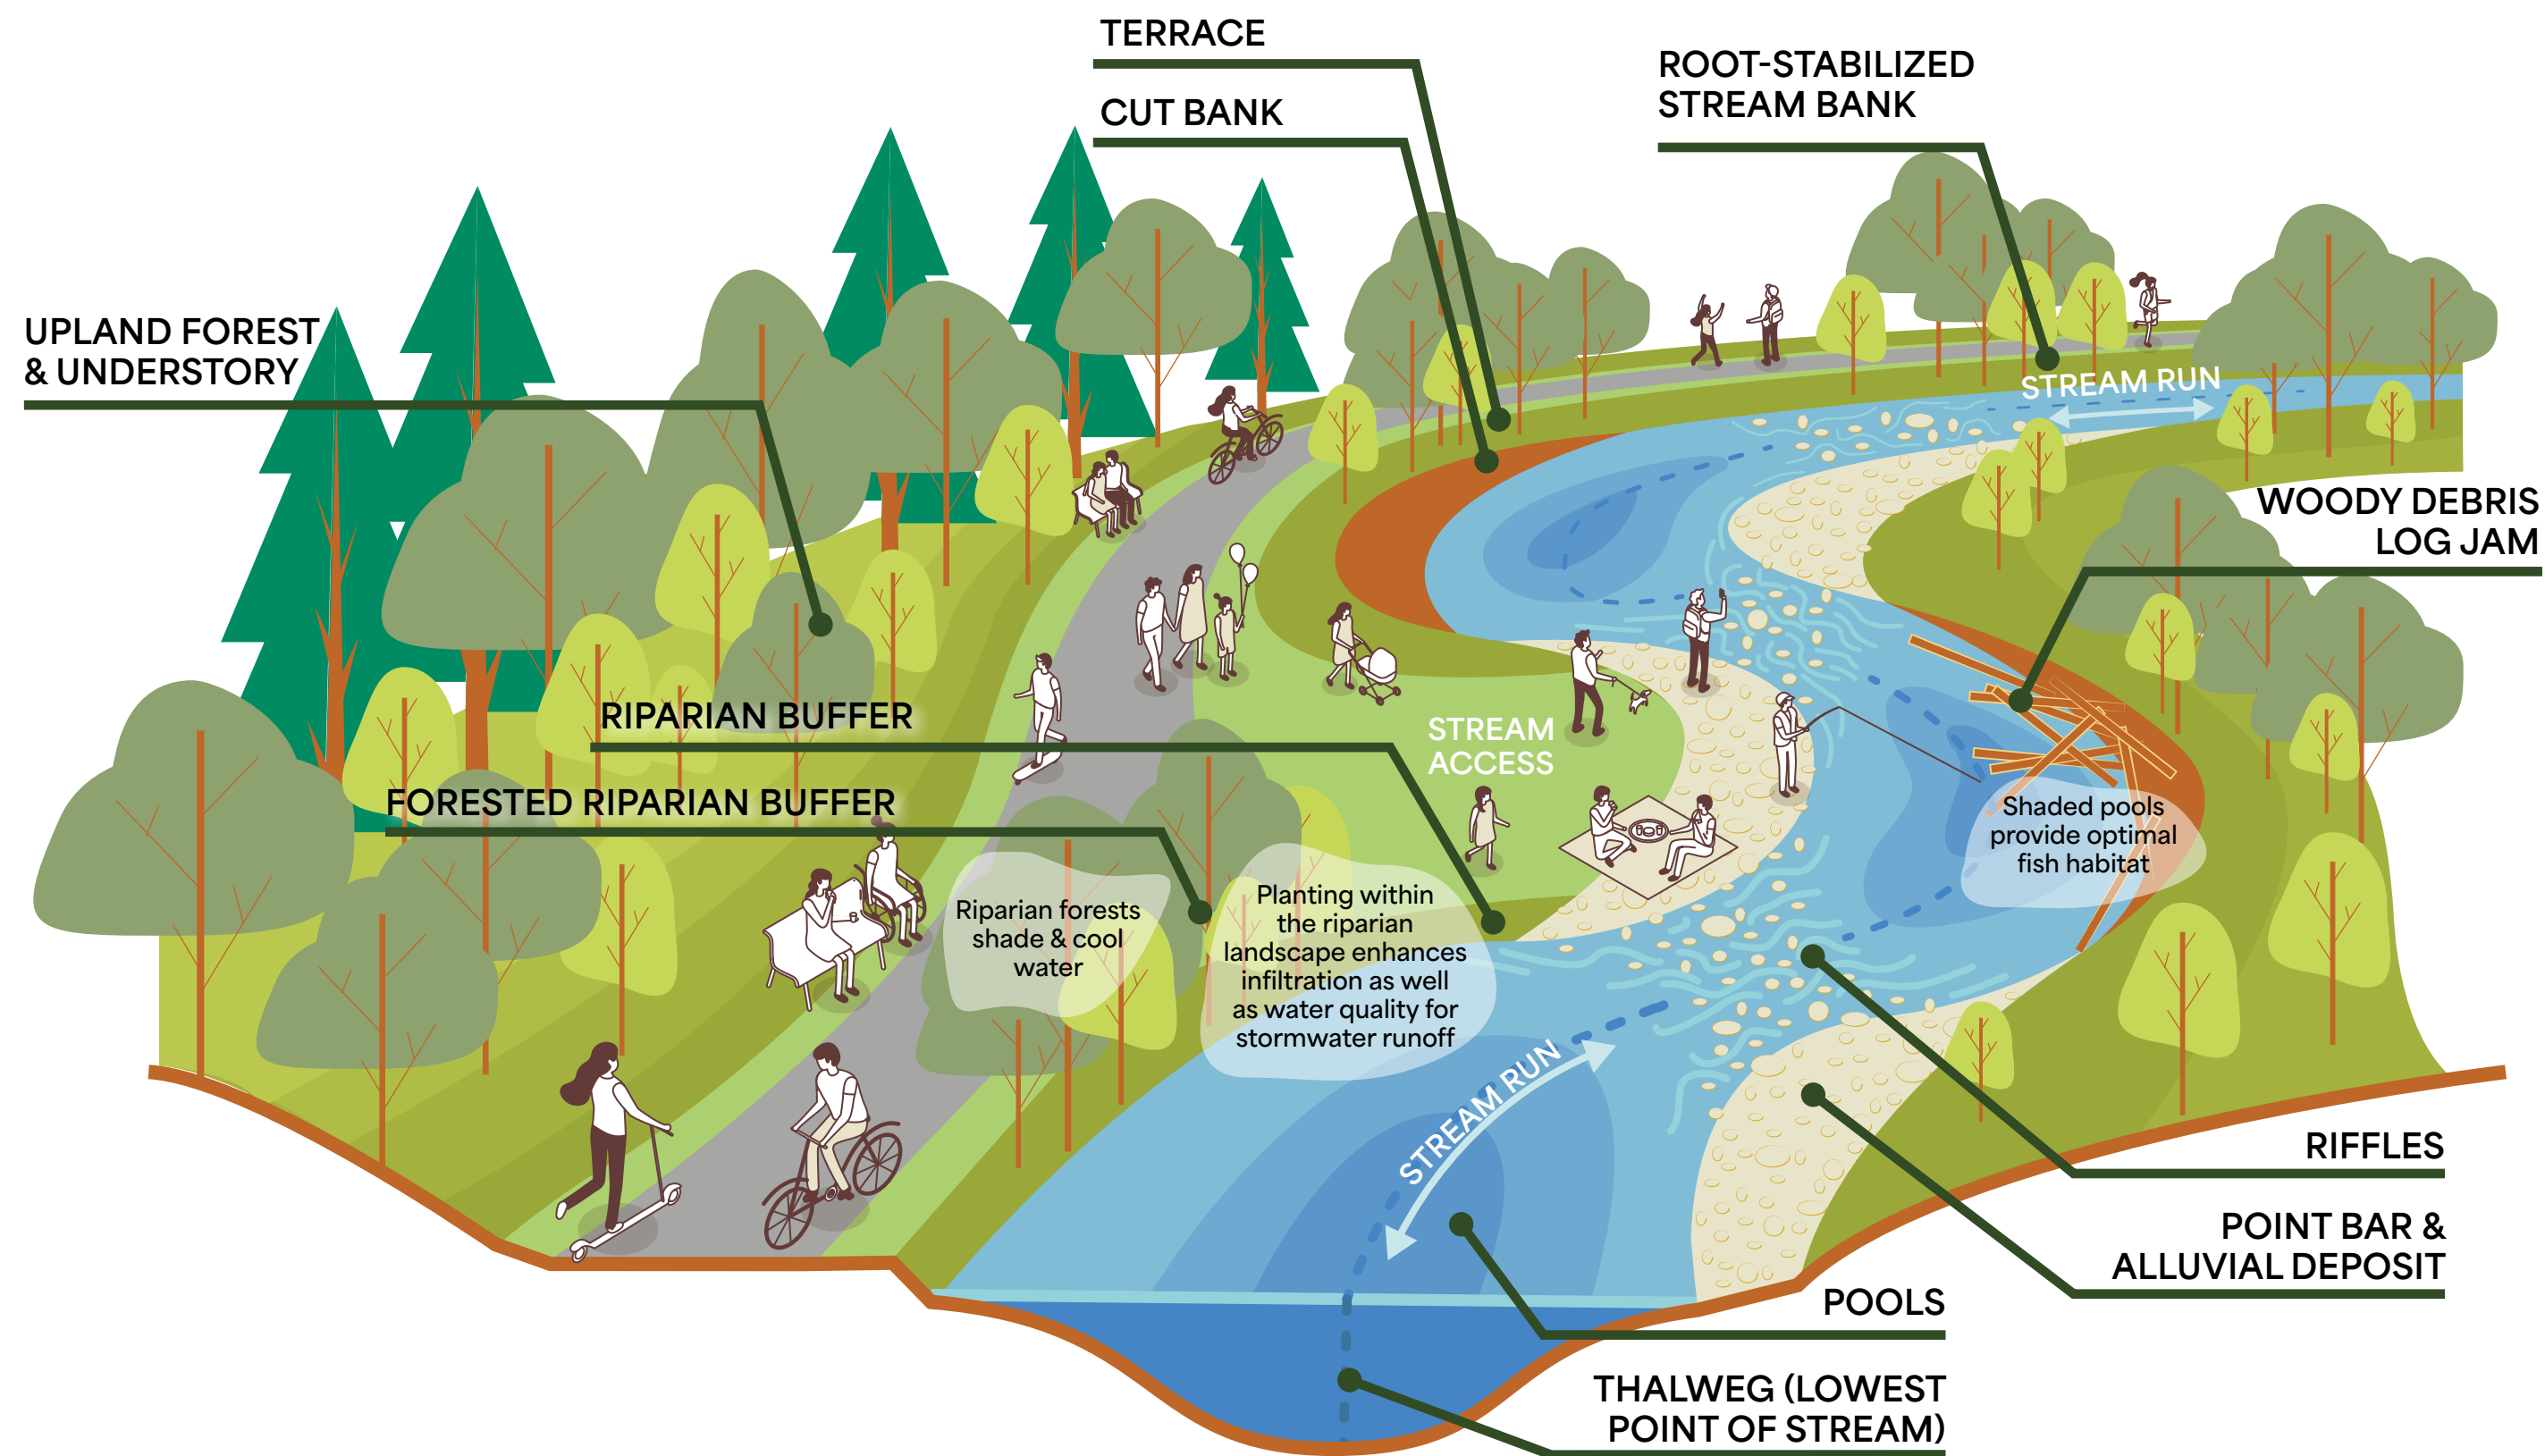 TERRACE
CUT BANK
ROOT-STABILIZED
STREAM BANK
UPLAND FOREST
& UNDERSTORY
STREAM RUN
WOODY DEBRIS
LOG JAM
RIPARIAN BUFFER
STREAM
ACCESS
FORESTED RIPARIAN BUFFER
Shaded pools
provide optimal
fish habitat
Riparian forests
shade & cool
water
Planting within
the riparian
landscape enhances
infiltration as well
as water quality for
stormwater runoff
STREAM RUN
RIFFLES
POINT BAR &
ALLUVIAL DEPOSIT
POOLS
THALWEG (LOWEST
POINT OF STREAM)